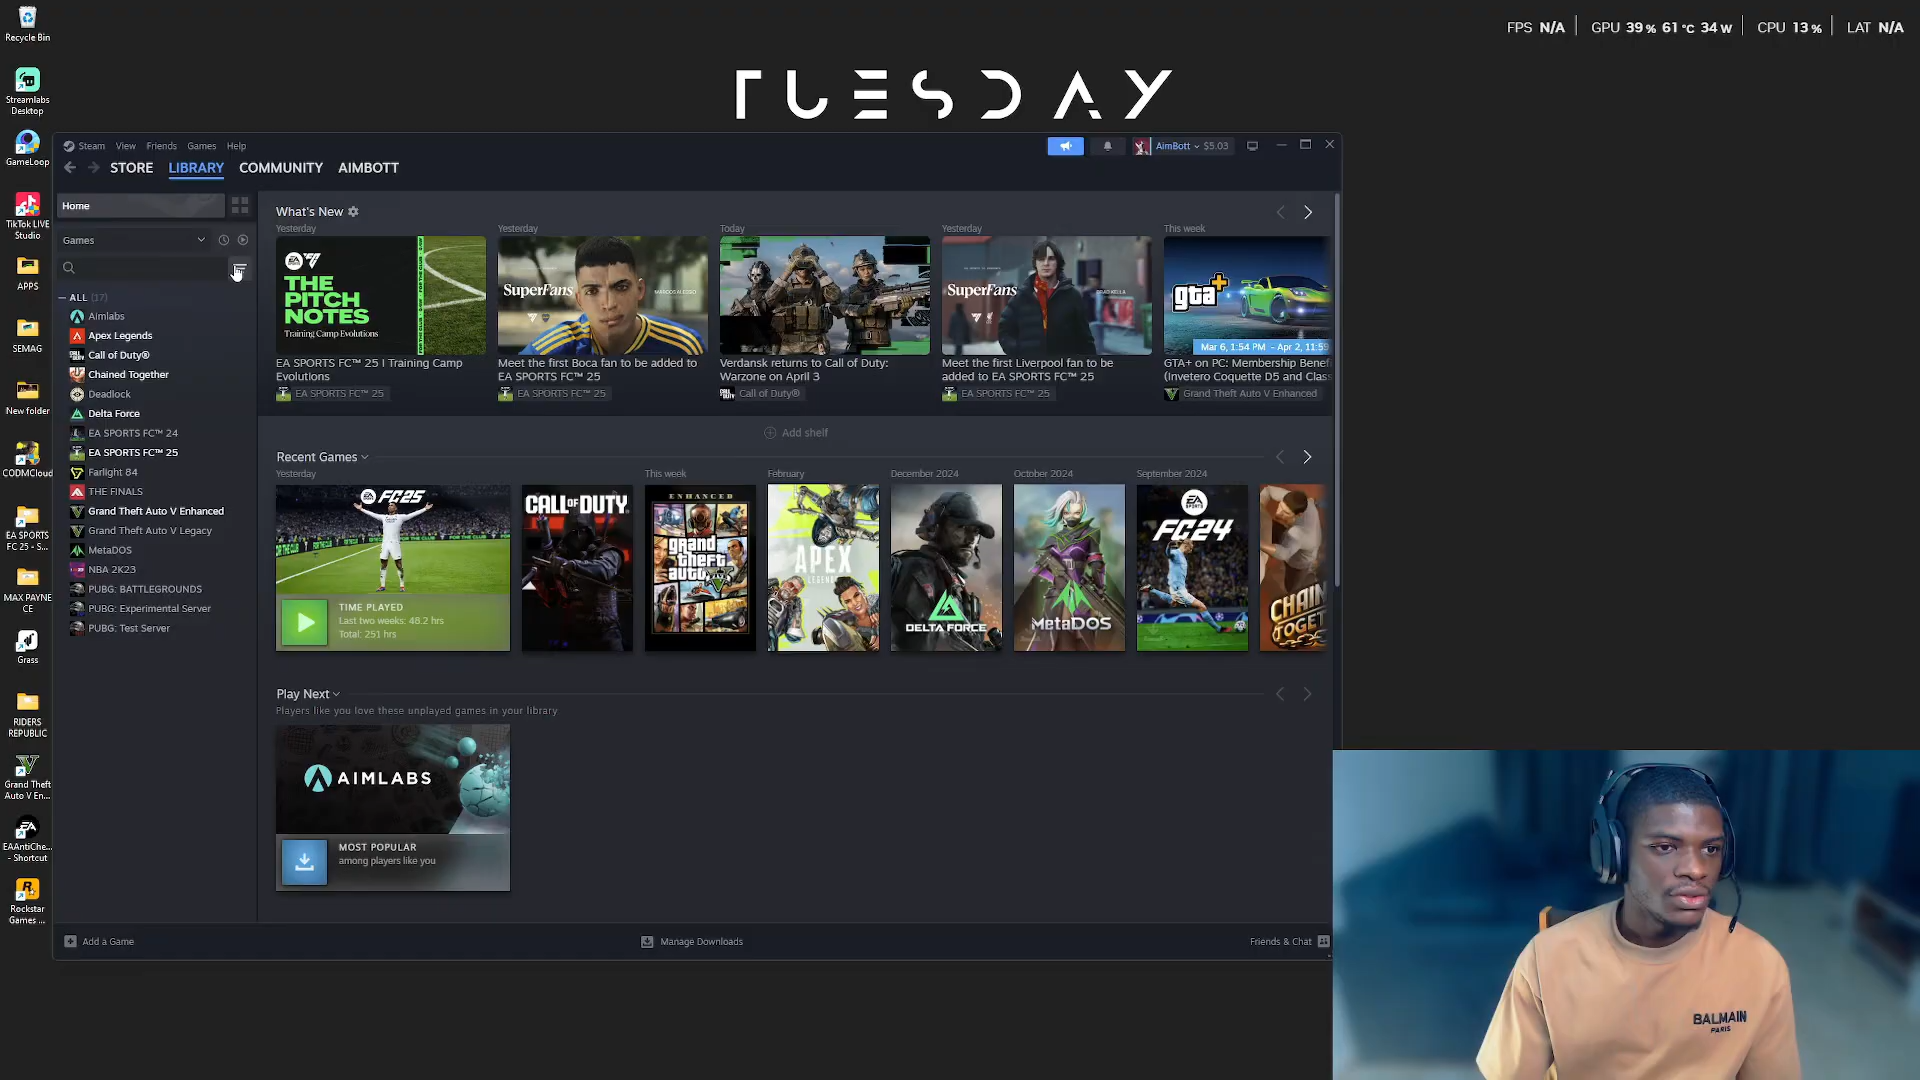 Recycle Bin
Streamlabs
Desktop
GameLoop
TikTok LIVE
Studio
APPS
SEMAG
New folder
CODMCloud
EA SPORTS
FC 25 - S...
MAX PAYNE
CE
Grass
RIDERS
REPUBLIC
Grand Theft
Auto V En...
EAAntiChe...
- Shortcut
Rockstar
Games ...
FPS N/A GPU 39 % 61 °C 34 W CPU 13 % LAT N/A
TUESDAY
Steam View Friends Games Help
AimBott $5.03
STORE LIBRARY COMMUNITY AIMBOTT
Home
Games
ALL (17)
Aimlabs
Apex Legends
Call of Duty®
Chained Together
Deadlock
Delta Force
EA SPORTS FC™ 24
EA SPORTS FC™ 25
Farlight 84
THE FINALS
Grand Theft Auto V Enhanced
Grand Theft Auto V Legacy
MetaDOS
NBA 2K23
PUBG: BATTLEGROUNDS
PUBG: Experimental Server
PUBG: Test Server
What's New
Yesterday
THE
PITCH
NOTES
Training Camp Evolutions
EA SPORTS FC™ 25 | Training Camp
Evolutions
EA SPORTS FC™ 25
Yesterday
SuperFans
Meet the first Boca fan to be added to
EA SPORTS FC™ 25
EA SPORTS FC™ 25
Today
Verdansk returns to Call of Duty:
Warzone on April 3
Call of Duty®
Yesterday
SuperFans
Meet the first Liverpool fan to be
added to EA SPORTS FC™ 25
EA SPORTS FC™ 25
This week
gta+
Mar 6, 1:54 PM - Apr 2, 11:59
GTA+ on PC: Membership Benef
(Invetero Coquette D5 and Clas
Grand Theft Auto V Enhanced
Add shelf
Recent Games
Yesterday
FC25
TIME PLAYED
Last two weeks: 48.2 hrs
Total: 251 hrs
CALL OF DUTY
This week
ENHANCED
grand
theft
auto
V
February
APEX
LEGENDS
December 2024
DELTA FORCE
October 2024
MetaDOS
September 2024
EA
SPORTS
FC24
CHAIN
TOGET
Play Next
Players like you love these unplayed games in your library
AIMLABS
MOST POPULAR
among players like you
Add a Game
Manage Downloads
Friends & Chat
BALMAIN
PARIS